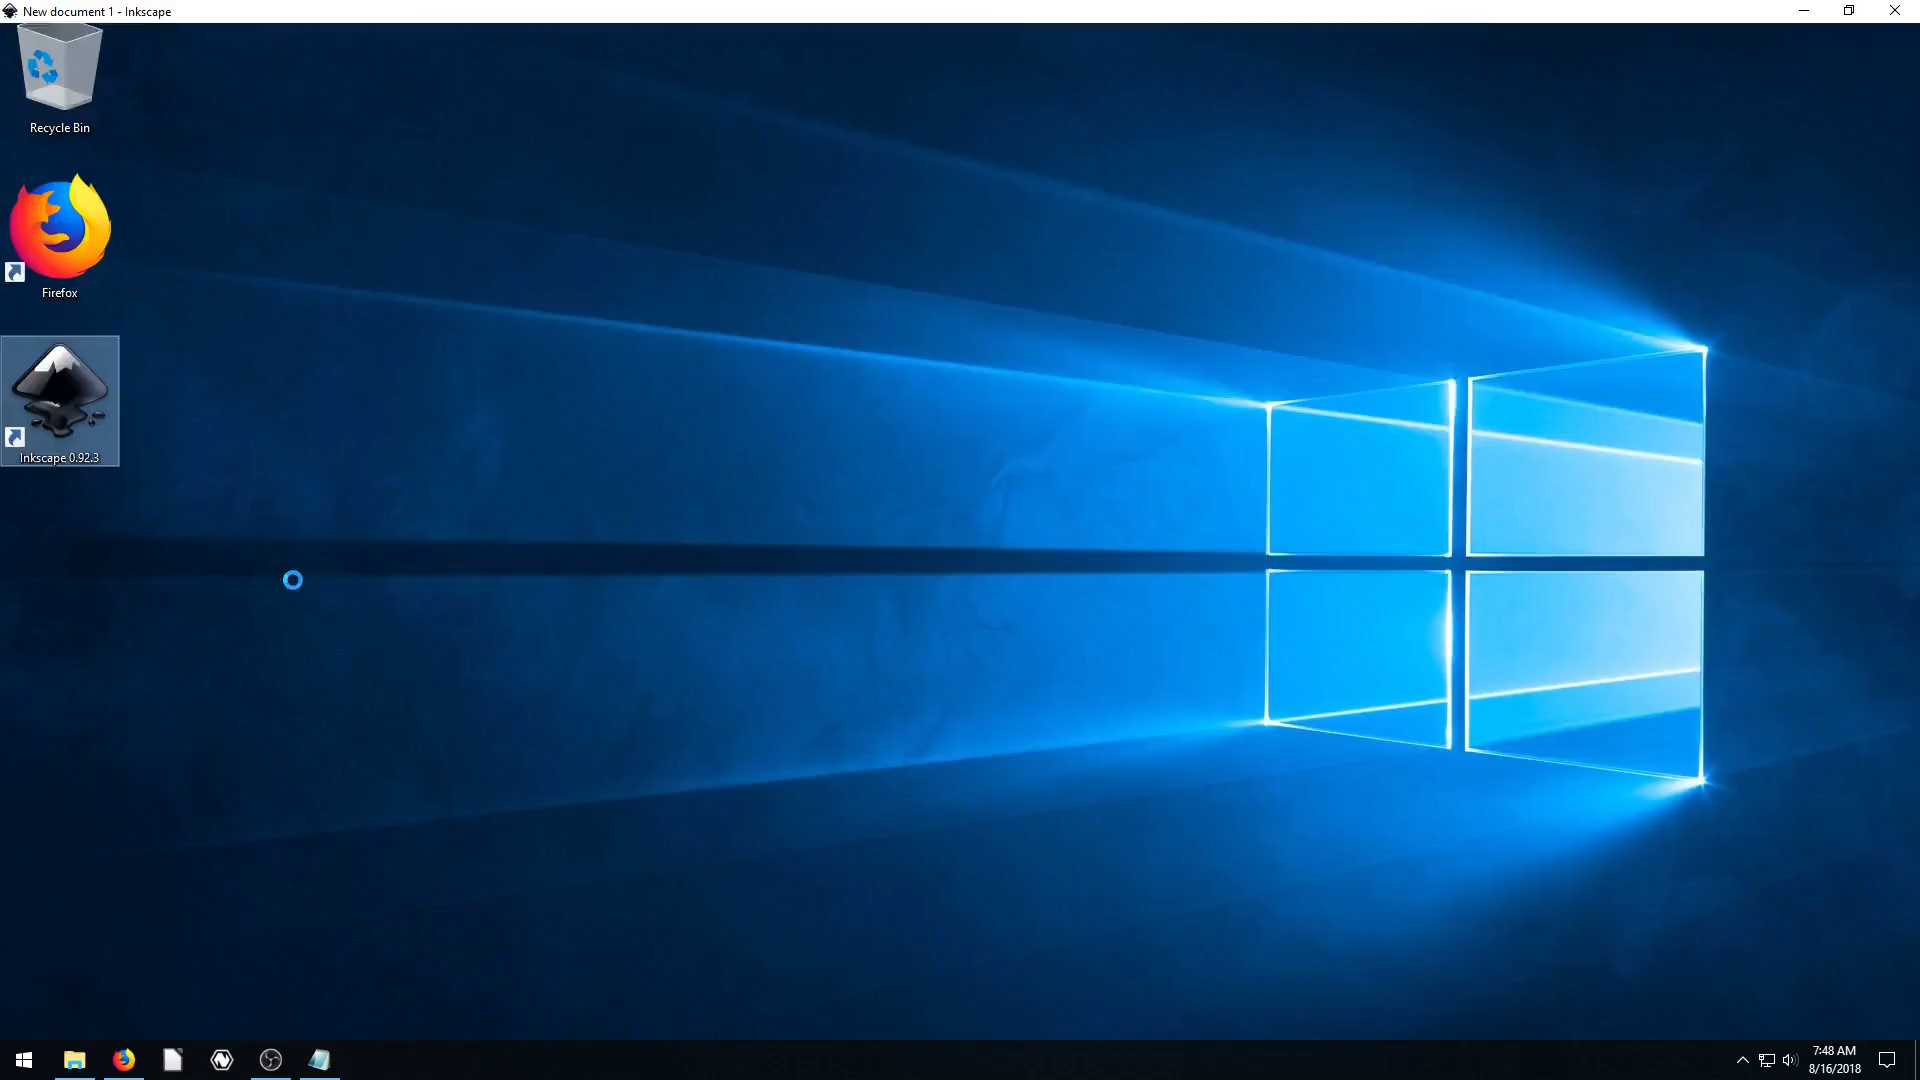 New document 1 - Inkscape
Recycle Bin
Firefox
Inkscape 0.92.3
7:48 AM
8/16/2018